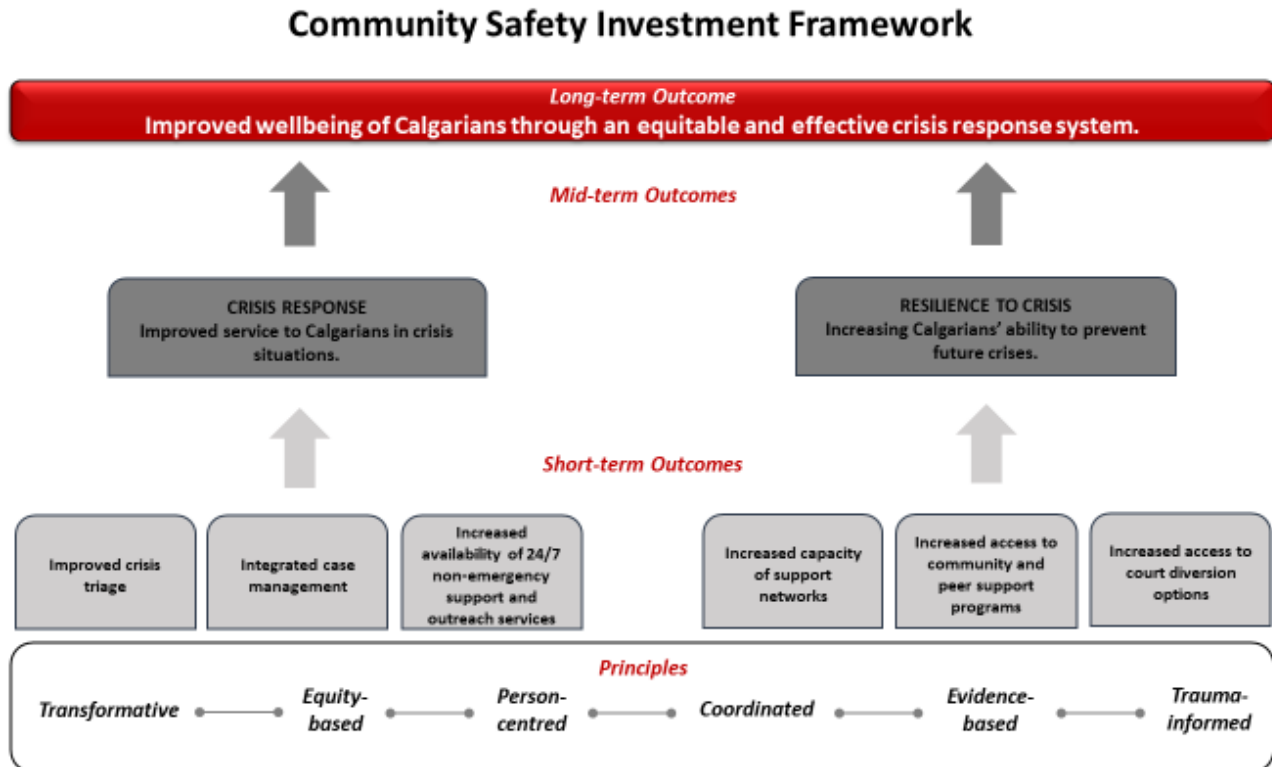 Community Safety Investment Framework
Long-term Outcome
Improved wellbeing of Calgarians through an equitable and effective crisis response system.
Mid-term Outcomes
CRISIS RESPONSE
Improved service to Calgarians in crisis
situations.
RESILIENCE TO CRISIS
Increasing Calgarians' ability to prevent
future crises.
Short-term Outcomes
Improved crisis
triage
Integrated case
management
Increased
availability of 24/7
non-emergency
support and
outreach services
Increased capacity
of support
networks
Increased access to
community and
peer support
programs
Increased access to
court diversion
options
Principles
Transformative
Equity-
based
Person-
centred
Coordinated
Evidence-
based
Trauma-
informed